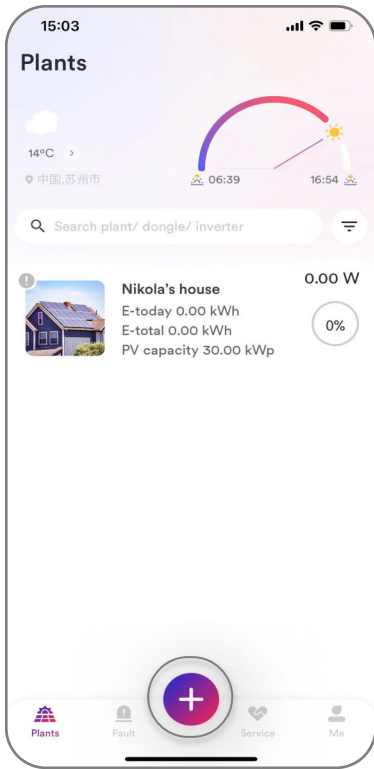 15:03
Plants
14°C
中国,苏州市
06:39
16:54
Search plant/ dongle/ inverter
0.00 W
Nikola's house
E-today 0.00 kWh
E-total 0.00 kWh
PV capacity 30.00 kWp
0%
Plants
Fault
Service
Me